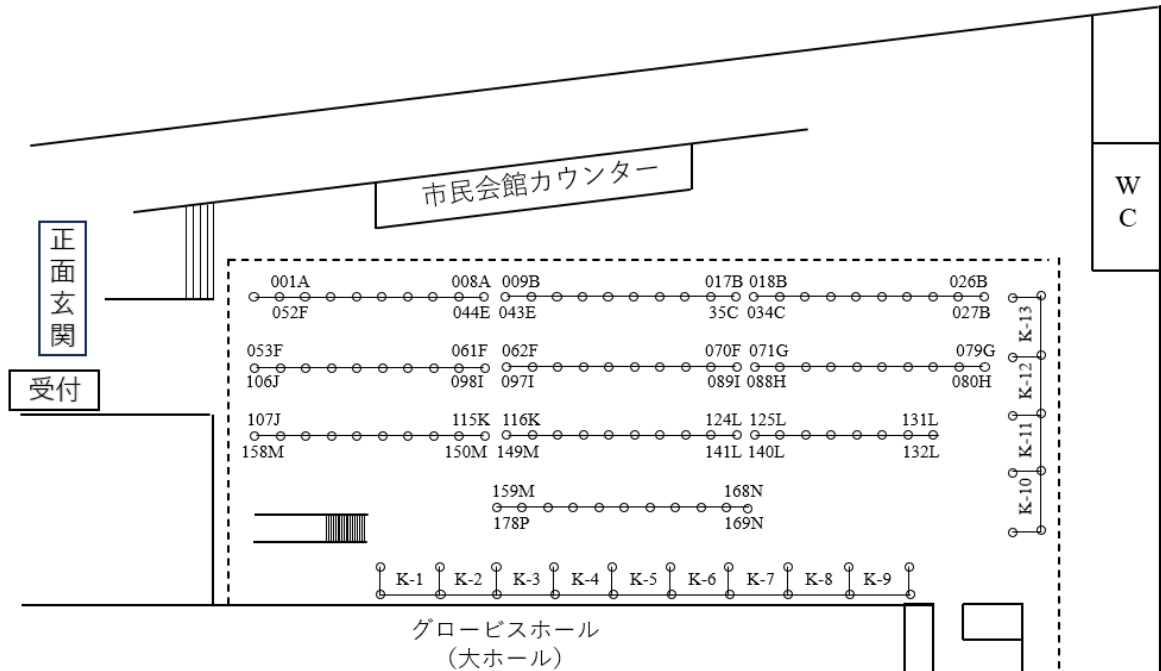 市民会館カウンター
W
C
正
面
玄
関
受付
001A 008A 009B 017B 018B 026B
052F 044E 043E 35C 034C 027B
053F 061F 062F 070F 071G 079G
106J 098I 097I 089I 088H 080H
107J 115K 116K 124L 125L 131L
158M 150M 149M 141L 140L 132L
159M 168N
178P 169N
K-13
K-12
K-11
K-10
K-1 K-2 K-3 K-4 K-5 K-6 K-7 K-8 K-9
グロービスホール
（大ホール）